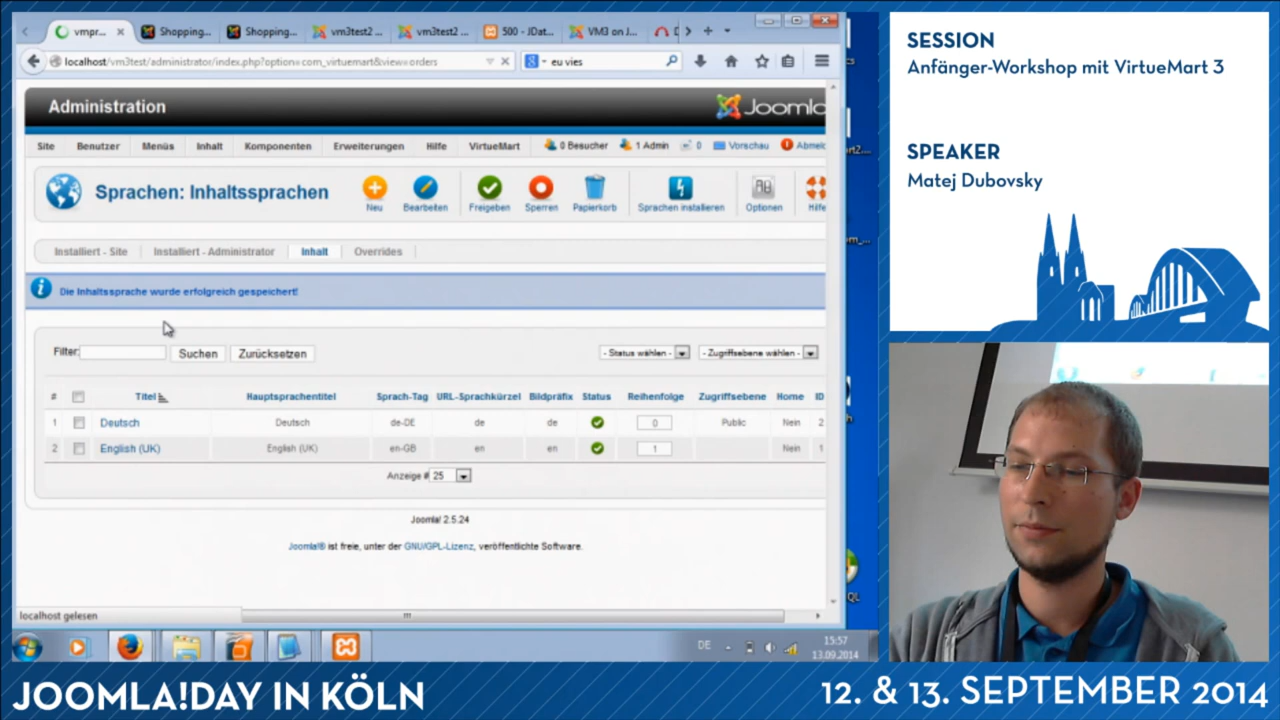 vmpr...
Shopping...
Shopping...
vm3test2 ...
vm3test2 ...
500 - JDat...
VM3 on J...
localhost/vm3test/administrator/index.php?option=com_virtuemart&view=orders
eu vies
Administration
Joomla
Site Benutzer Menüs Inhalt Komponenten Erweiterungen Hilfe VirtueMart 0 Besucher 1 Admin 0 Vorschau Abmel
Sprachen: Inhaltssprachen
Neu Bearbeiten Freigeben Sperren Papierkorb Sprachen installieren Optionen Hilfe
Installiert - Site Installiert - Administrator Inhalt Overrides
Die Inhaltssprache wurde erfolgreich gespeichert!
Filter: Suchen Zurücksetzen - Status wählen - - Zugriffsebene wählen -
# Titel Hauptsprachentitel Sprach-Tag URL-Sprachkürzel Bildpräfix Status Reihenfolge Zugriffsebene Home ID
1 Deutsch Deutsch de-DE de de 0 Public Nein 2
2 English (UK) English (UK) en-GB en en 1 Nein 1
Anzeige # 25
Joomla! 2.5.24
Joomla!® ist freie, unter der GNU/GPL-Lizenz, veröffentlichte Software.
localhost gelesen
DE
15:57
13.09.2014
SESSION
Anfänger-Workshop mit VirtueMart 3
SPEAKER
Matej Dubovsky
JOOMLA!DAY IN KÖLN
12. & 13. SEPTEMBER 2014